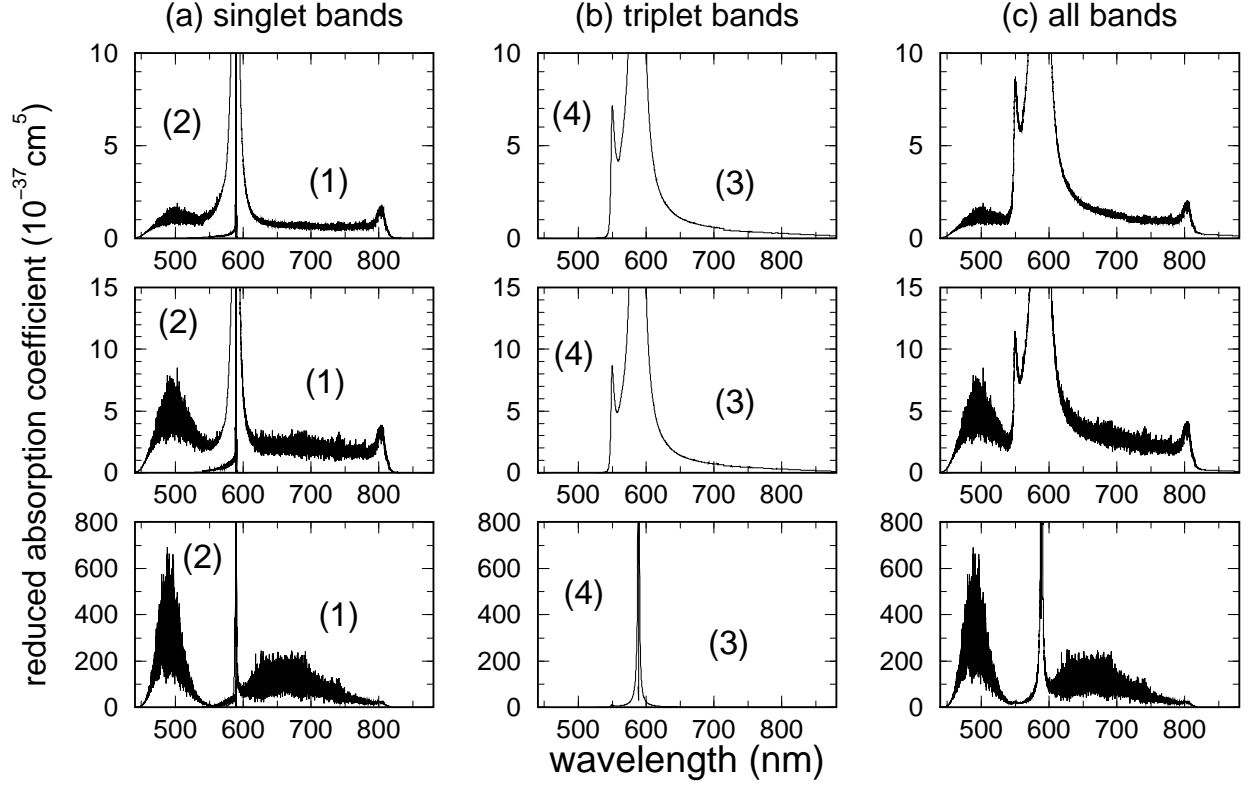 (a) singlet bands (b) triplet bands (c) all bands
reduced absorption coefficient (10⁻³⁷cm⁵)
10 10 10
(2) (4)
5 5 5
(1) (3)
0 0 0
500 600 700 800 500 600 700 800 500 600 700 800
15 15 15
(2) (4)
10 10 10
(1) (3)
5 5 5
0 0 0
500 600 700 800 500 600 700 800 500 600 700 800
800 800 800
(2)
600 600 600
(4)
400 400 400
(1) (3)
200 200 200
0 0 0
500 600 700 800 500 600 700 800 500 600 700 800
wavelength (nm)